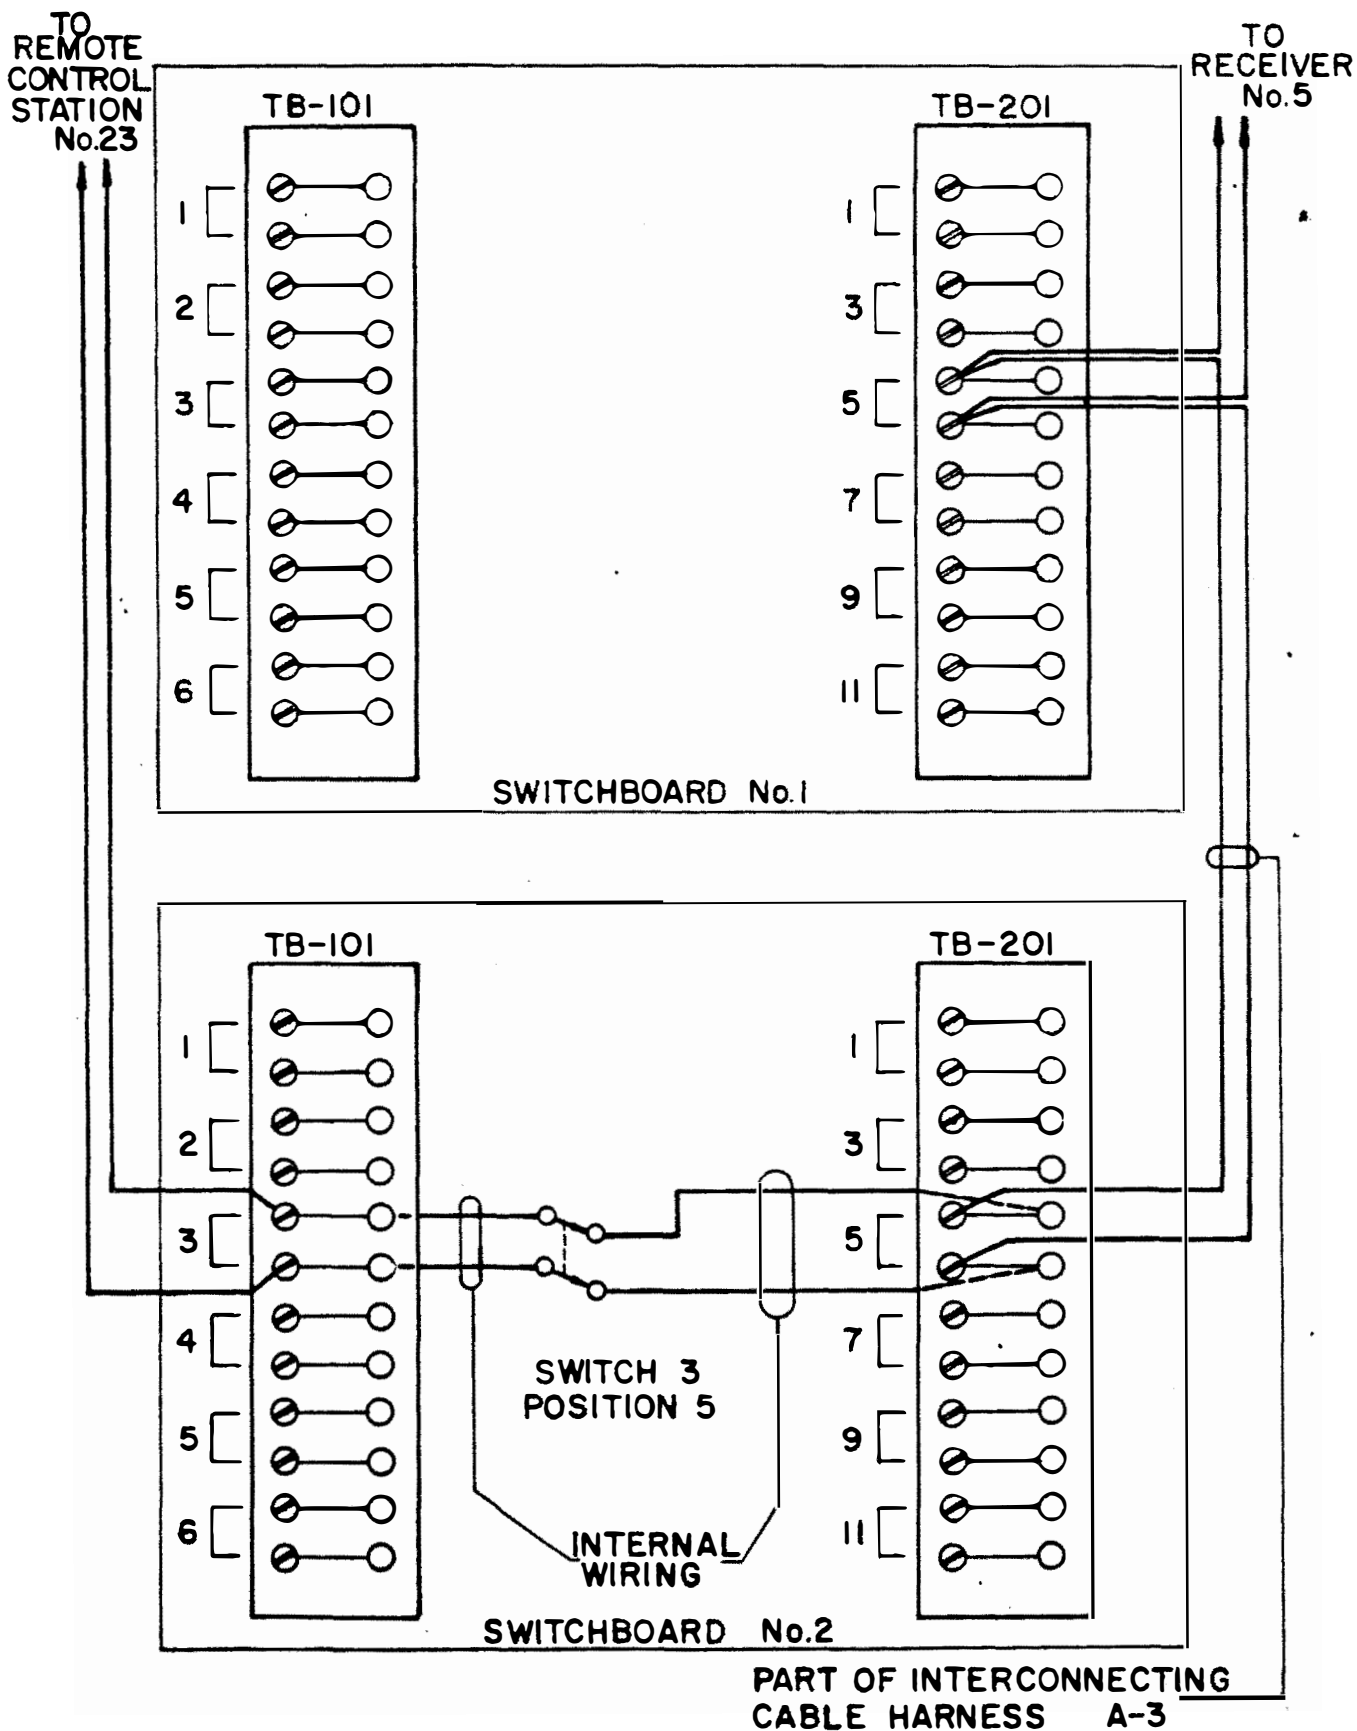 TO
REMOTE
CONTROL
STATION
No.23
TO
RECEIVER
No.5
TB-101
TB-201
1
2
3
4
5
6
1
3
5
7
9
11
SWITCHBOARD No.1
TB-101
TB-201
1
2
3
4
5
6
1
3
5
7
9
11
SWITCH 3
POSITION 5
INTERNAL
WIRING
SWITCHBOARD No.2
PART OF INTERCONNECTING
CABLE HARNESS A-3